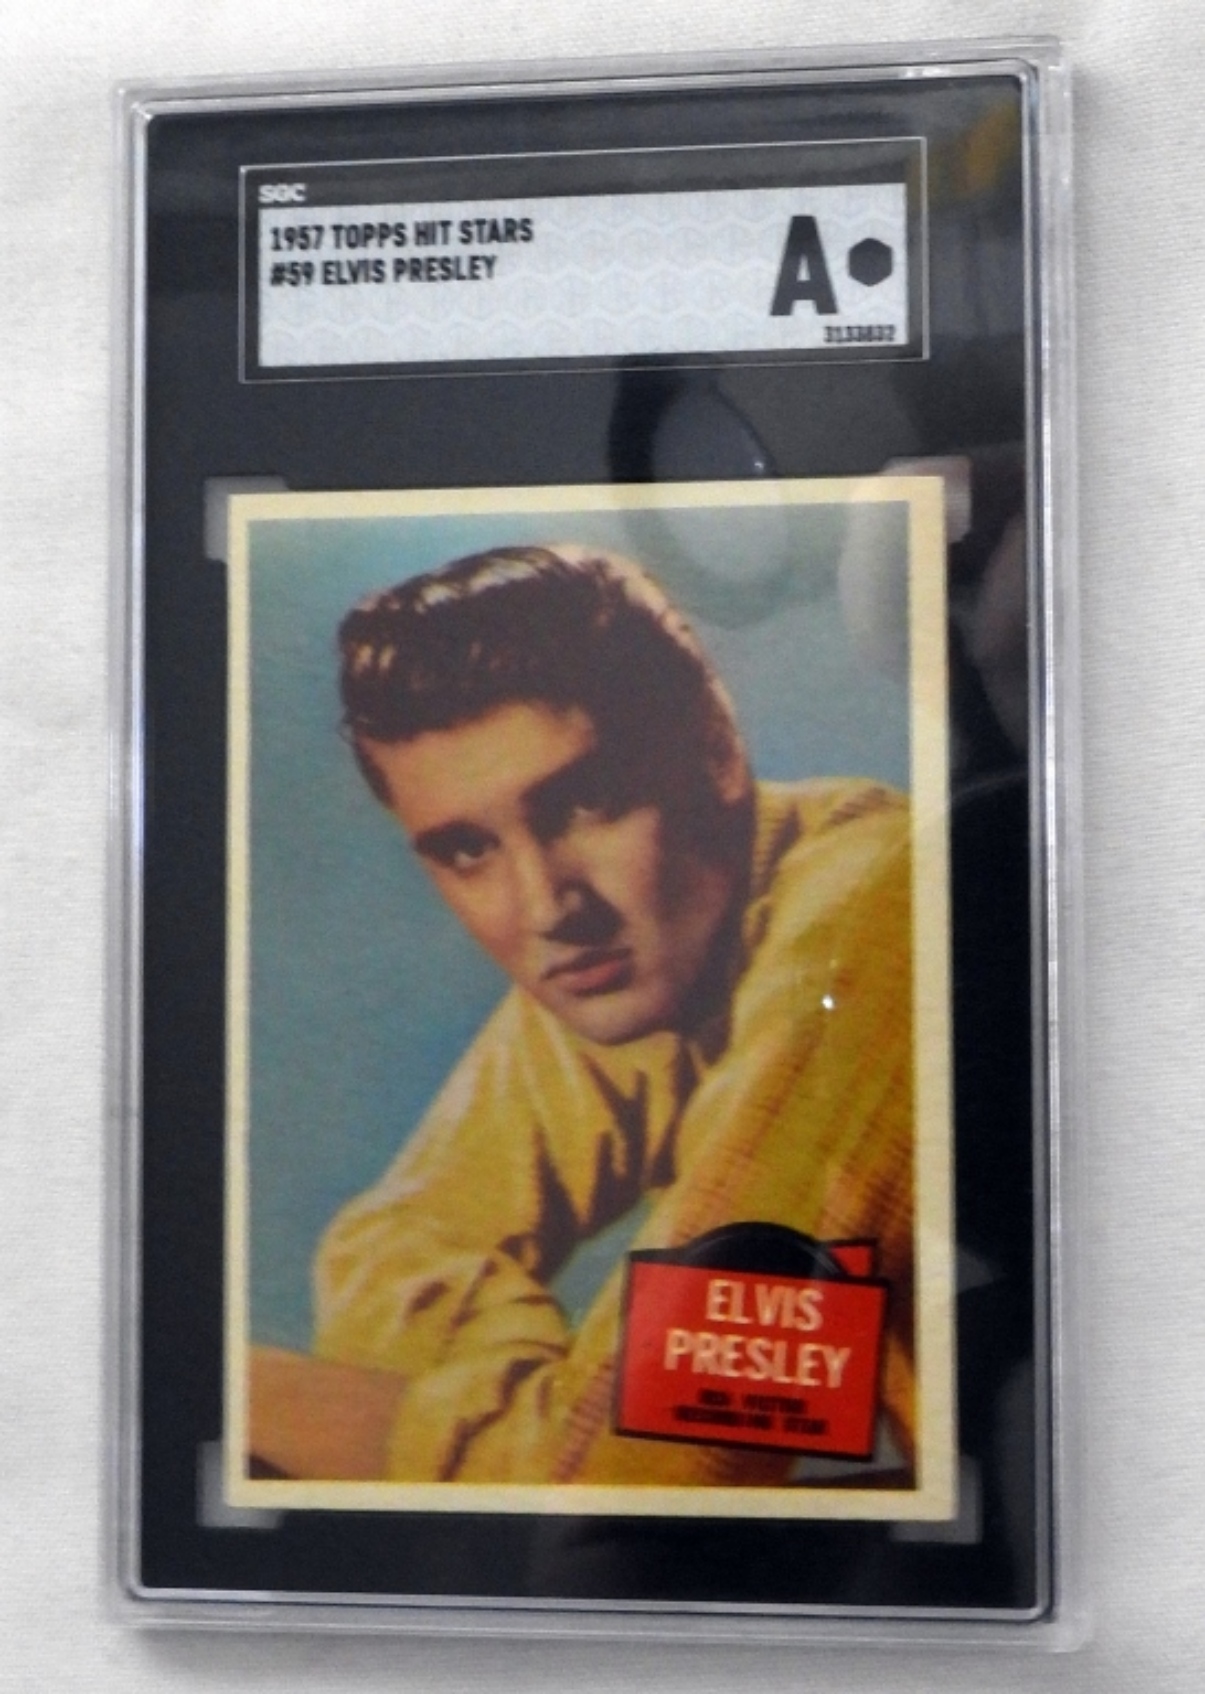 SGC
1957 TOPPS HIT STARS
#59 ELVIS PRESLEY
A
ELVIS
PRESLEY